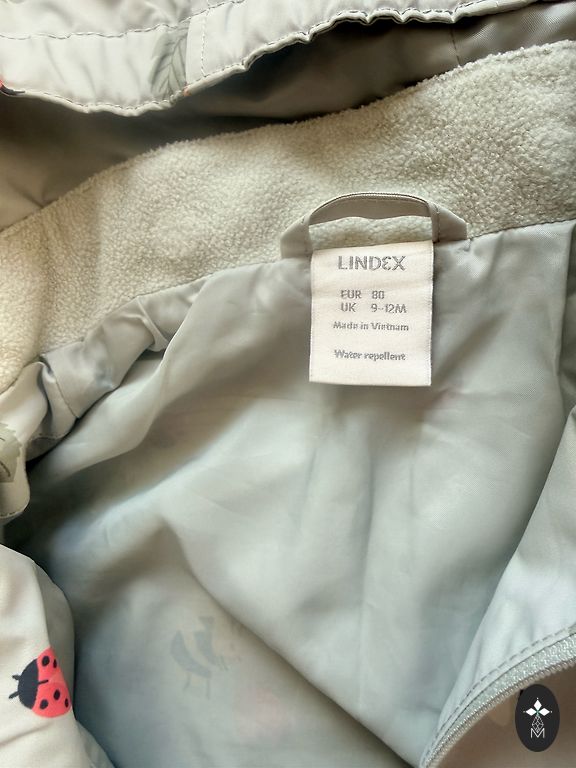 LINDEX
EUR 80
UK 9-12M
Made in Vietnam
Water repellent
M